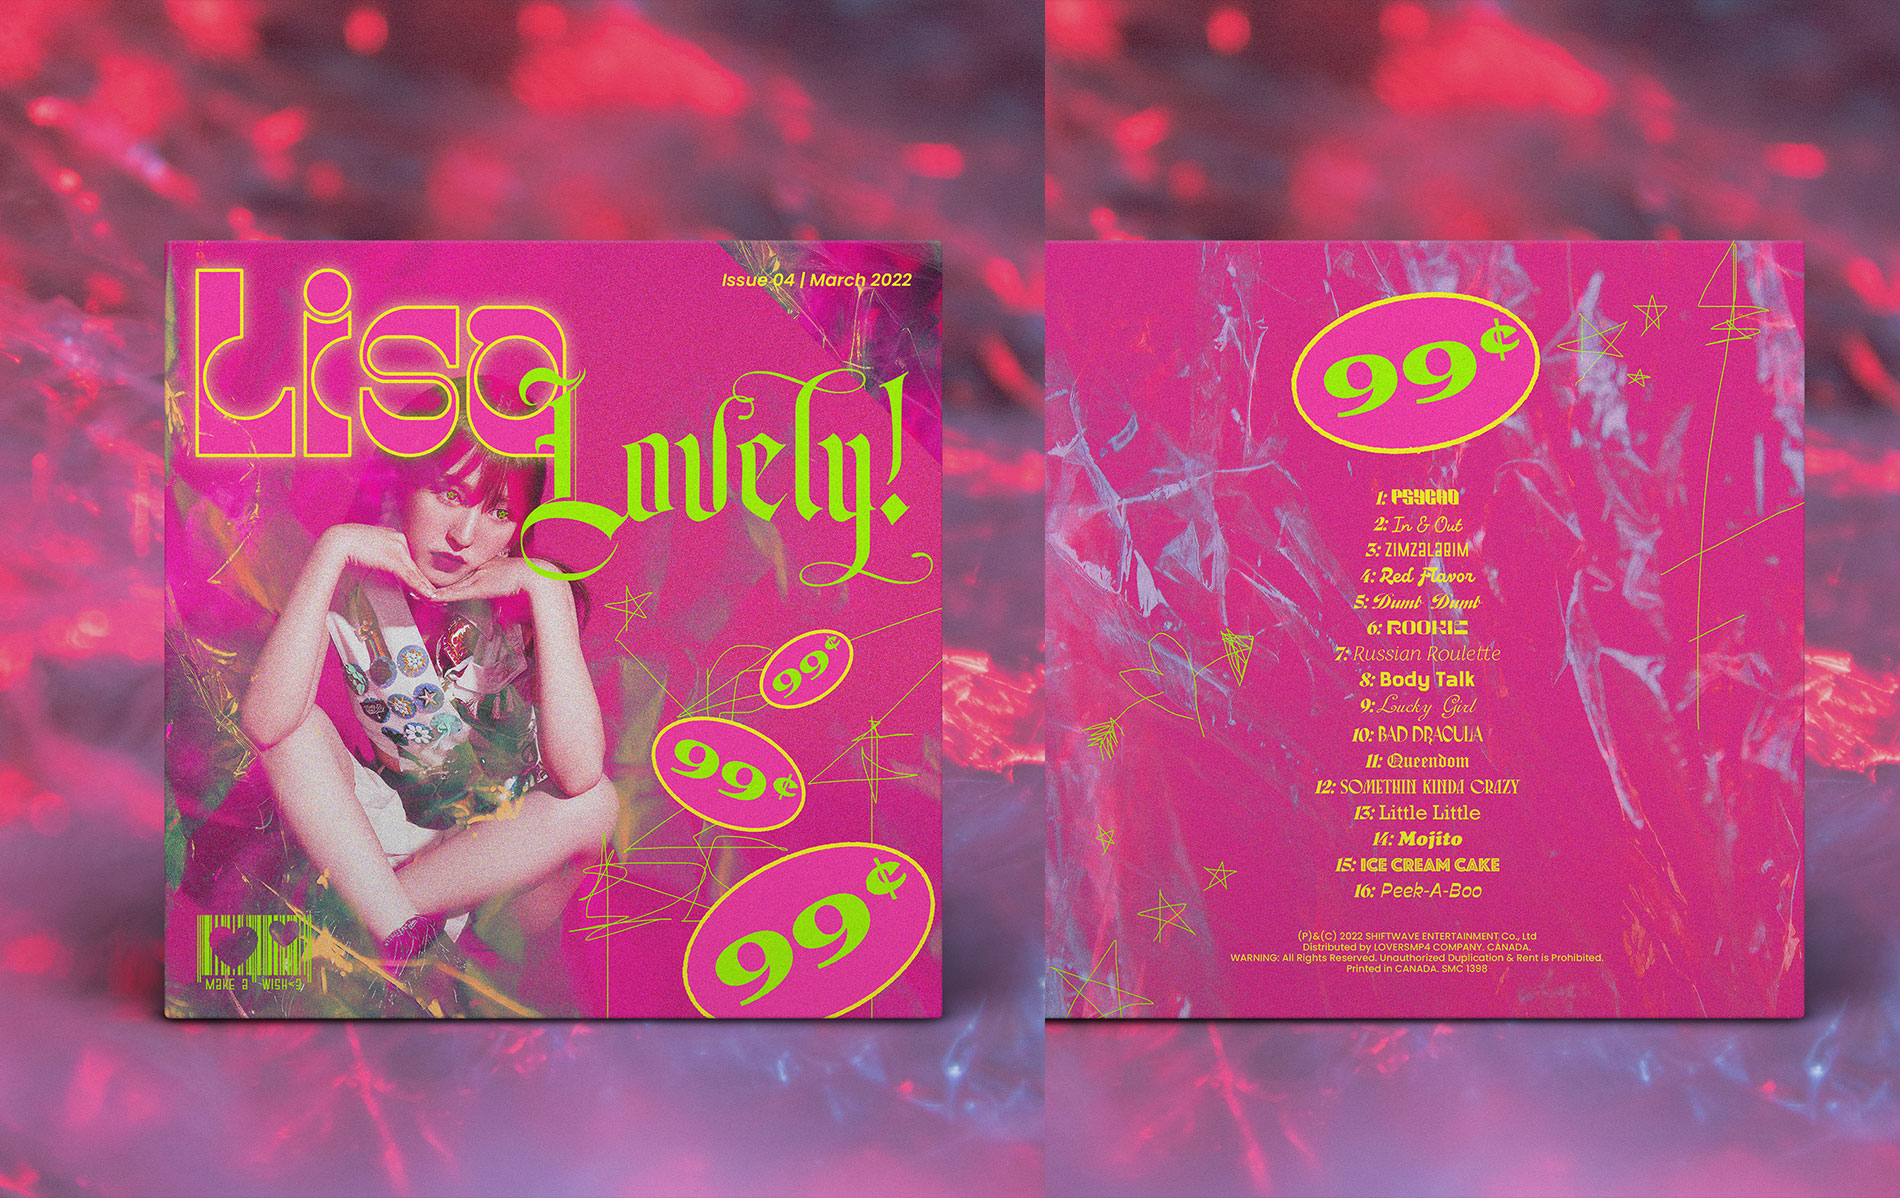 Lisa
Issue 04 | March 2022
Lovely!
99¢
99¢
99¢
MAKE A WISH<3
99¢
1: PSYCHO
2: In & Out
3: ZIMZALABIM
4: Red Flavor
5: Dumb Dumb
6: ROOKIE
7: Russian Roulette
8: Body Talk
9: Lucky Girl
10: BAD DRACULA
11: Queendom
12: SOMETHIN KINDA CRAZY
13: Little Little
14: Mojito
15: ICE CREAM CAKE
16: Peek-A-Boo
(P)&(C) 2022 SHIFTWAVE ENTERTAINMENT Co., Ltd
Distributed by LOVERSMP4 COMPANY. CANADA.
WARNING: All Rights Reserved. Unauthorized Duplication & Rent is Prohibited.
Printed in CANADA. SMC 1398